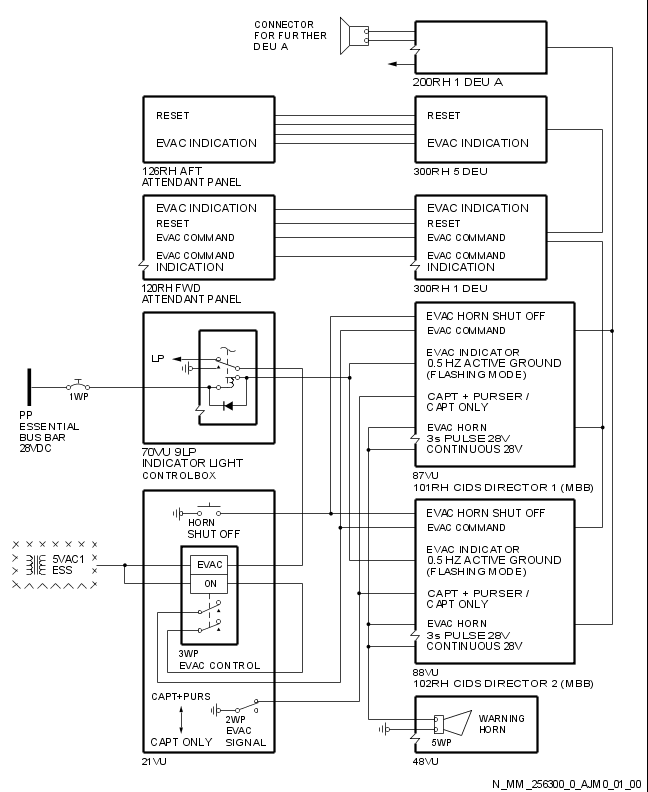 CONNECTOR
FOR FURTHER
DEU A
200RH 1 DEU A
RESET
EVAC INDICATION
126RH AFT
ATTENDANT PANEL
RESET
EVAC INDICATION
300RH 5 DEU
EVAC INDICATION
RESET
EVAC COMMAND
EVAC COMMAND
INDICATION
120RH FWD
ATTENDANT PANEL
EVAC INDICATION
RESET
EVAC COMMAND
EVAC COMMAND
INDICATION
300RH 1 DEU
LP
70VU 9LP
INDICATOR LIGHT
CONTROLBOX
1WP
PP
ESSENTIAL
BUS BAR
28VDC
EVAC HORN SHUT OFF
EVAC COMMAND
EVAC INDICATOR
0.5 HZ ACTIVE GROUND
(FLASHING MODE)
CAPT + PURSER /
CAPT ONLY
EVAC HORN
3s PULSE 28V
CONTINUOUS 28V
87VU
101RH CIDS DIRECTOR 1 (MBB)
HORN
SHUT OFF
5VAC1
ESS
EVAC
ON
3WP
EVAC CONTROL
CAPT+PURS
CAPT ONLY
2WP
EVAC
SIGNAL
21VU
EVAC HORN SHUT OFF
EVAC COMMAND
EVAC INDICATOR
0.5 HZ ACTIVE GROUND
(FLASHING MODE)
CAPT + PURSER /
CAPT ONLY
EVAC HORN
3s PULSE 28V
CONTINUOUS 28V
88VU
102RH CIDS DIRECTOR 2 (MBB)
WARNING
HORN
5WP
48VU
N_MM_256300_0_AJM0_01_00